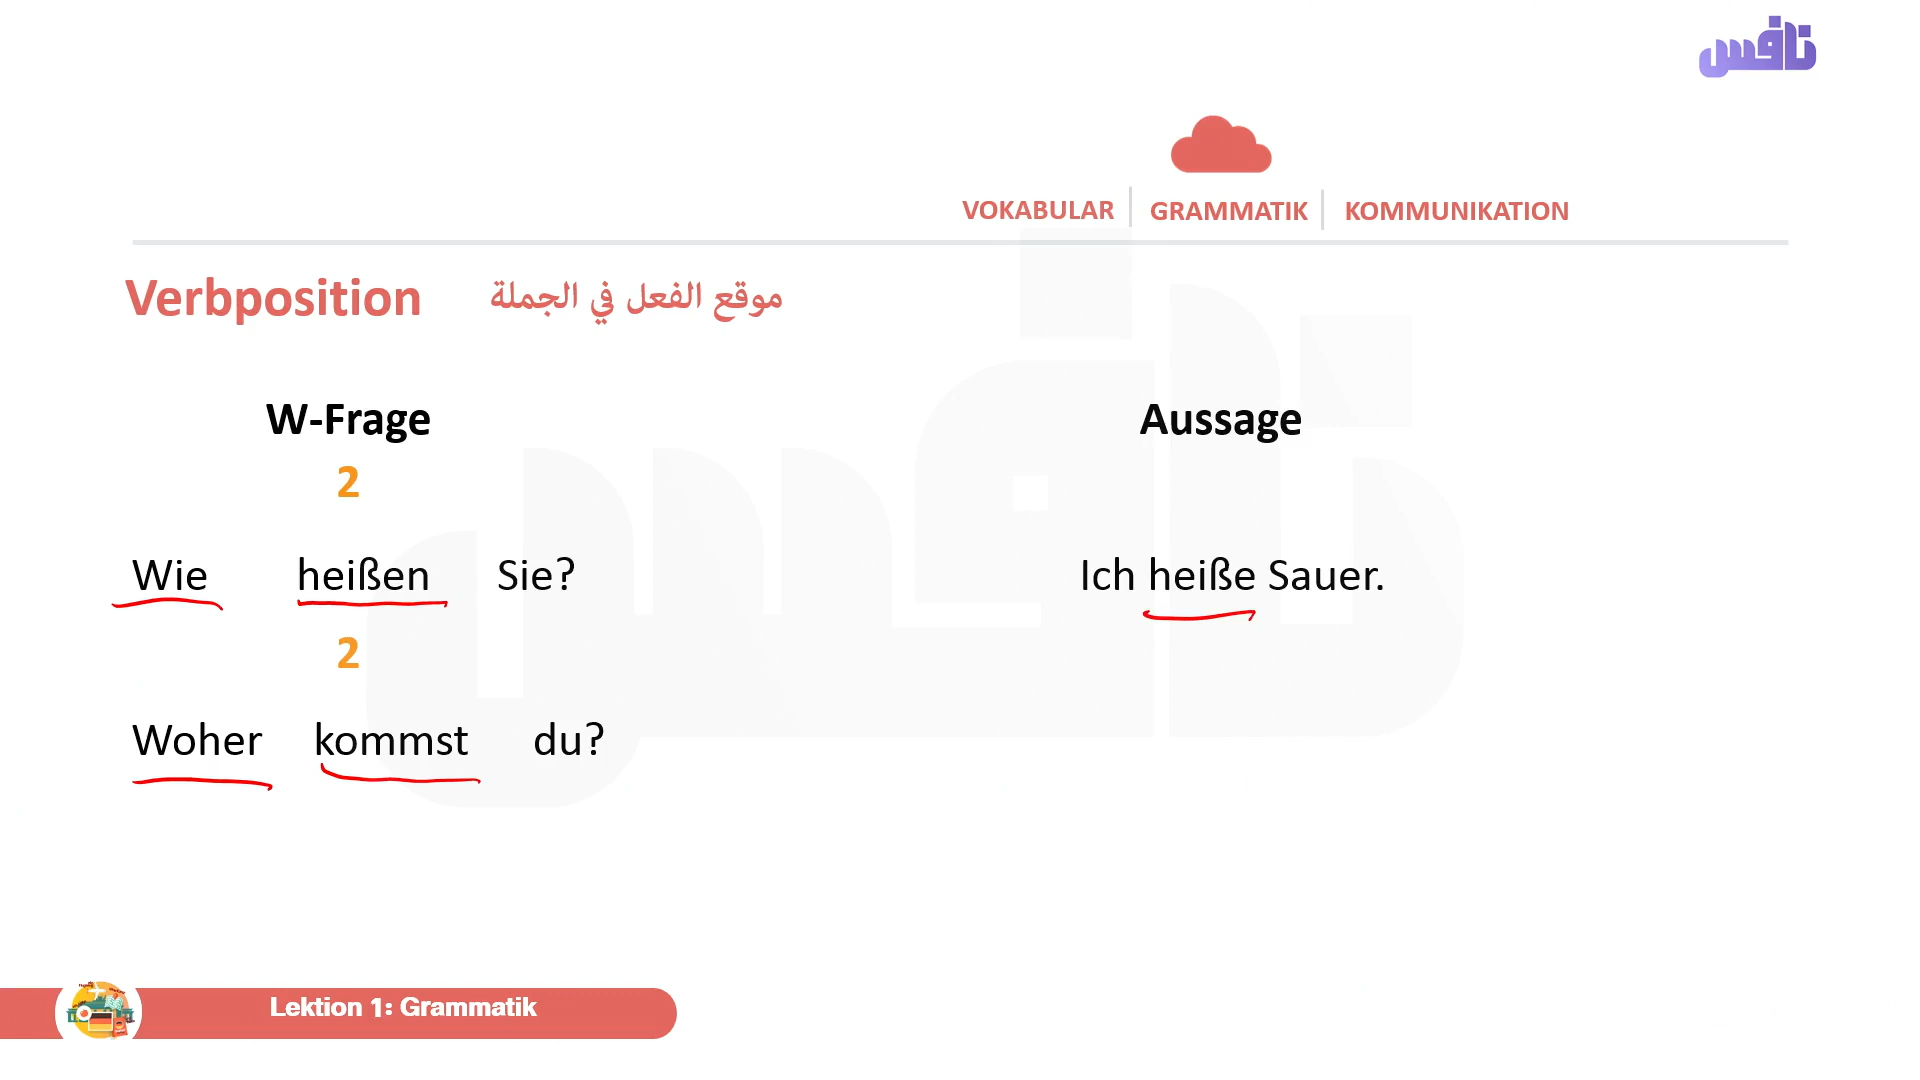 نافس
VOKABULAR
GRAMMATIK
KOMMUNIKATION
Verbposition
موقع الفعل في الجملة
W-Frage
2
Wie heißen Sie?
2
Woher kommst du?
Aussage
Ich heiße Sauer.
Lektion 1: Grammatik